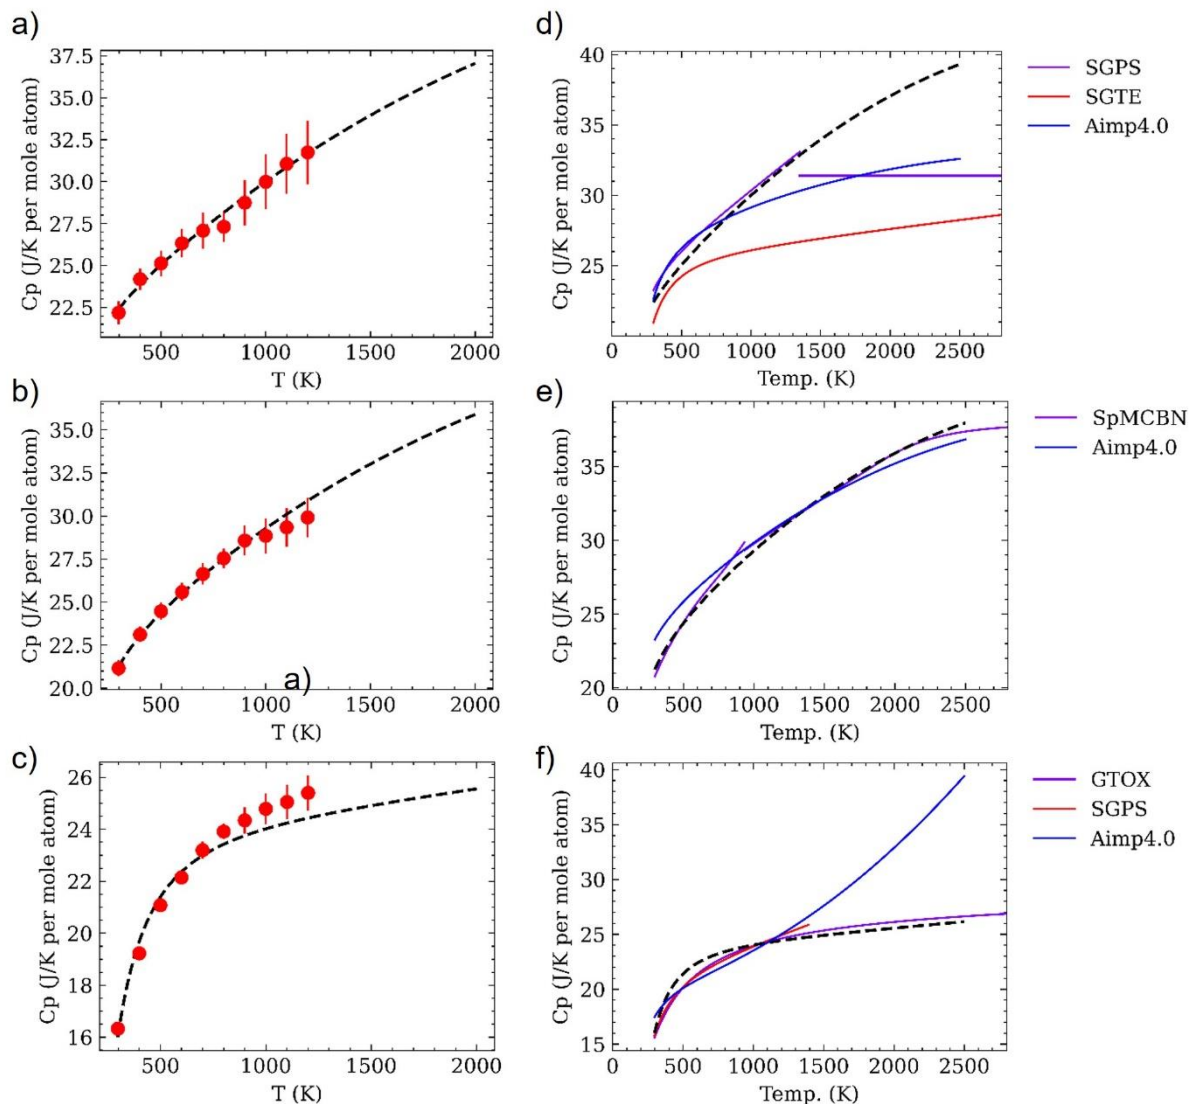 a)
37.5
35.0
32.5
30.0
27.5
25.0
22.5
Cp (J/K per mole atom)
500
1000
1500
2000
T (K)
d)
40
35
30
25
Cp (J/K per mole atom)
0
500
1000
1500
2000
2500
Temp. (K)
SGPS
SGTE
Aimp4.0
b)
35.0
32.5
30.0
27.5
25.0
22.5
20.0
Cp (J/K per mole atom)
a)
500
1000
1500
2000
T (K)
e)
35
30
25
20
Cp (J/K per mole atom)
0
500
1000
1500
2000
2500
Temp. (K)
SpMCBN
Aimp4.0
c)
26
24
22
20
18
16
Cp (J/K per mole atom)
500
1000
1500
2000
T (K)
f)
40
35
30
25
20
15
Cp (J/K per mole atom)
0
500
1000
1500
2000
2500
Temp. (K)
GTOX
SGPS
Aimp4.0